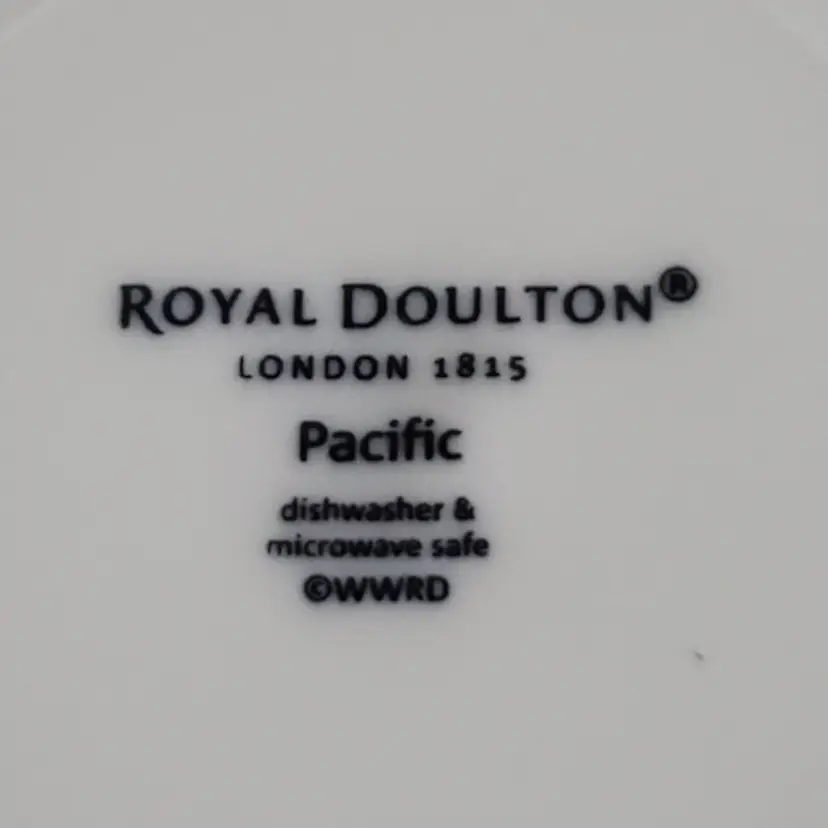 ROYAL DOULTON®
LONDON 1815
Pacific
dishwasher &
microwave safe
©WWRD